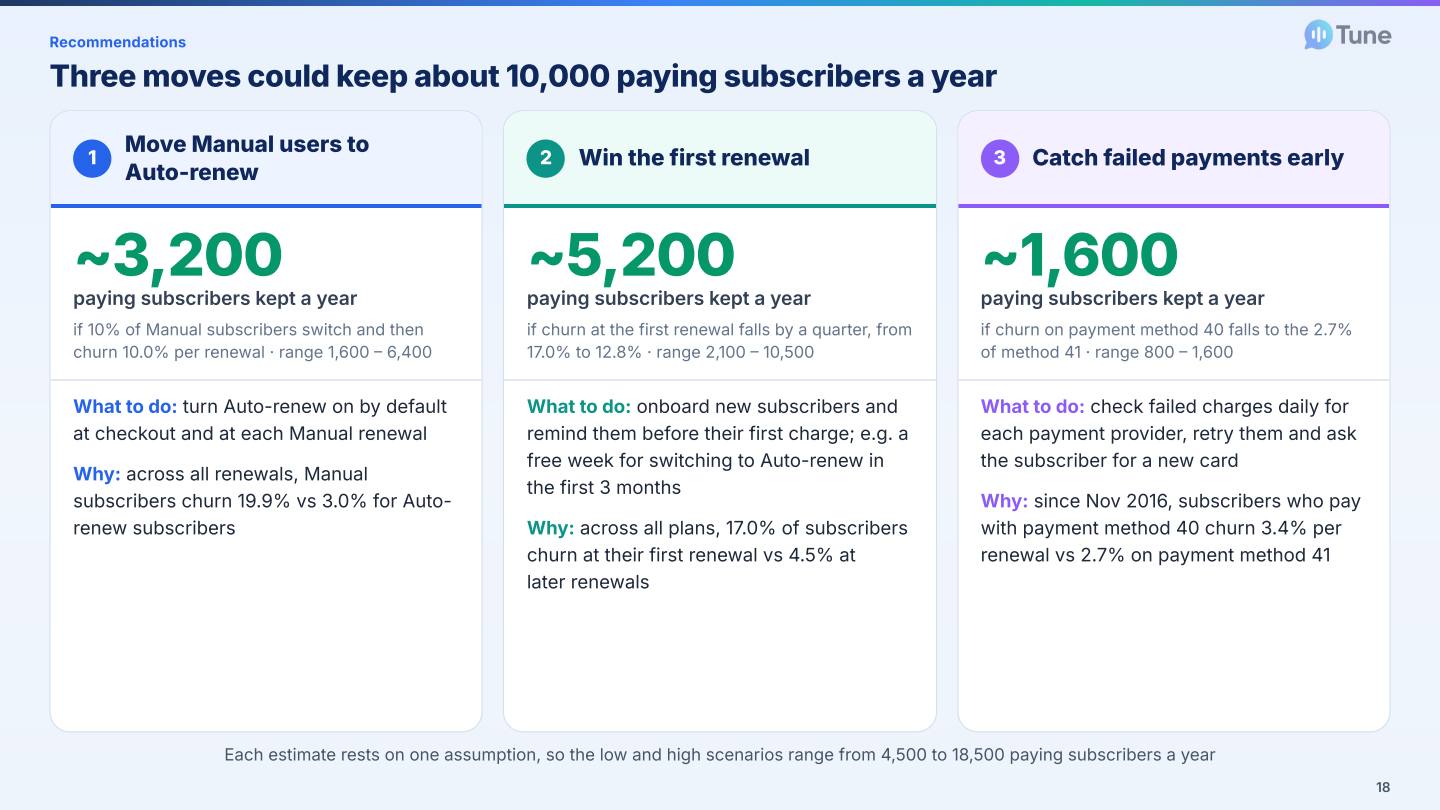 Recommendations
Tune
Three moves could keep about 10,000 paying subscribers a year
1
Move Manual users to
Auto-renew
~3,200
paying subscribers kept a year
if 10% of Manual subscribers switch and then
churn 10.0% per renewal · range 1,600 – 6,400
What to do: turn Auto-renew on by default
at checkout and at each Manual renewal
Why: across all renewals, Manual
subscribers churn 19.9% vs 3.0% for Auto-
renew subscribers
2
Win the first renewal
~5,200
paying subscribers kept a year
if churn at the first renewal falls by a quarter, from
17.0% to 12.8% · range 2,100 – 10,500
What to do: onboard new subscribers and
remind them before their first charge; e.g. a
free week for switching to Auto-renew in
the first 3 months
Why: across all plans, 17.0% of subscribers
churn at their first renewal vs 4.5% at
later renewals
3
Catch failed payments early
~1,600
paying subscribers kept a year
if churn on payment method 40 falls to the 2.7%
of method 41 · range 800 – 1,600
What to do: check failed charges daily for
each payment provider, retry them and ask
the subscriber for a new card
Why: since Nov 2016, subscribers who pay
with payment method 40 churn 3.4% per
renewal vs 2.7% on payment method 41
Each estimate rests on one assumption, so the low and high scenarios range from 4,500 to 18,500 paying subscribers a year
18